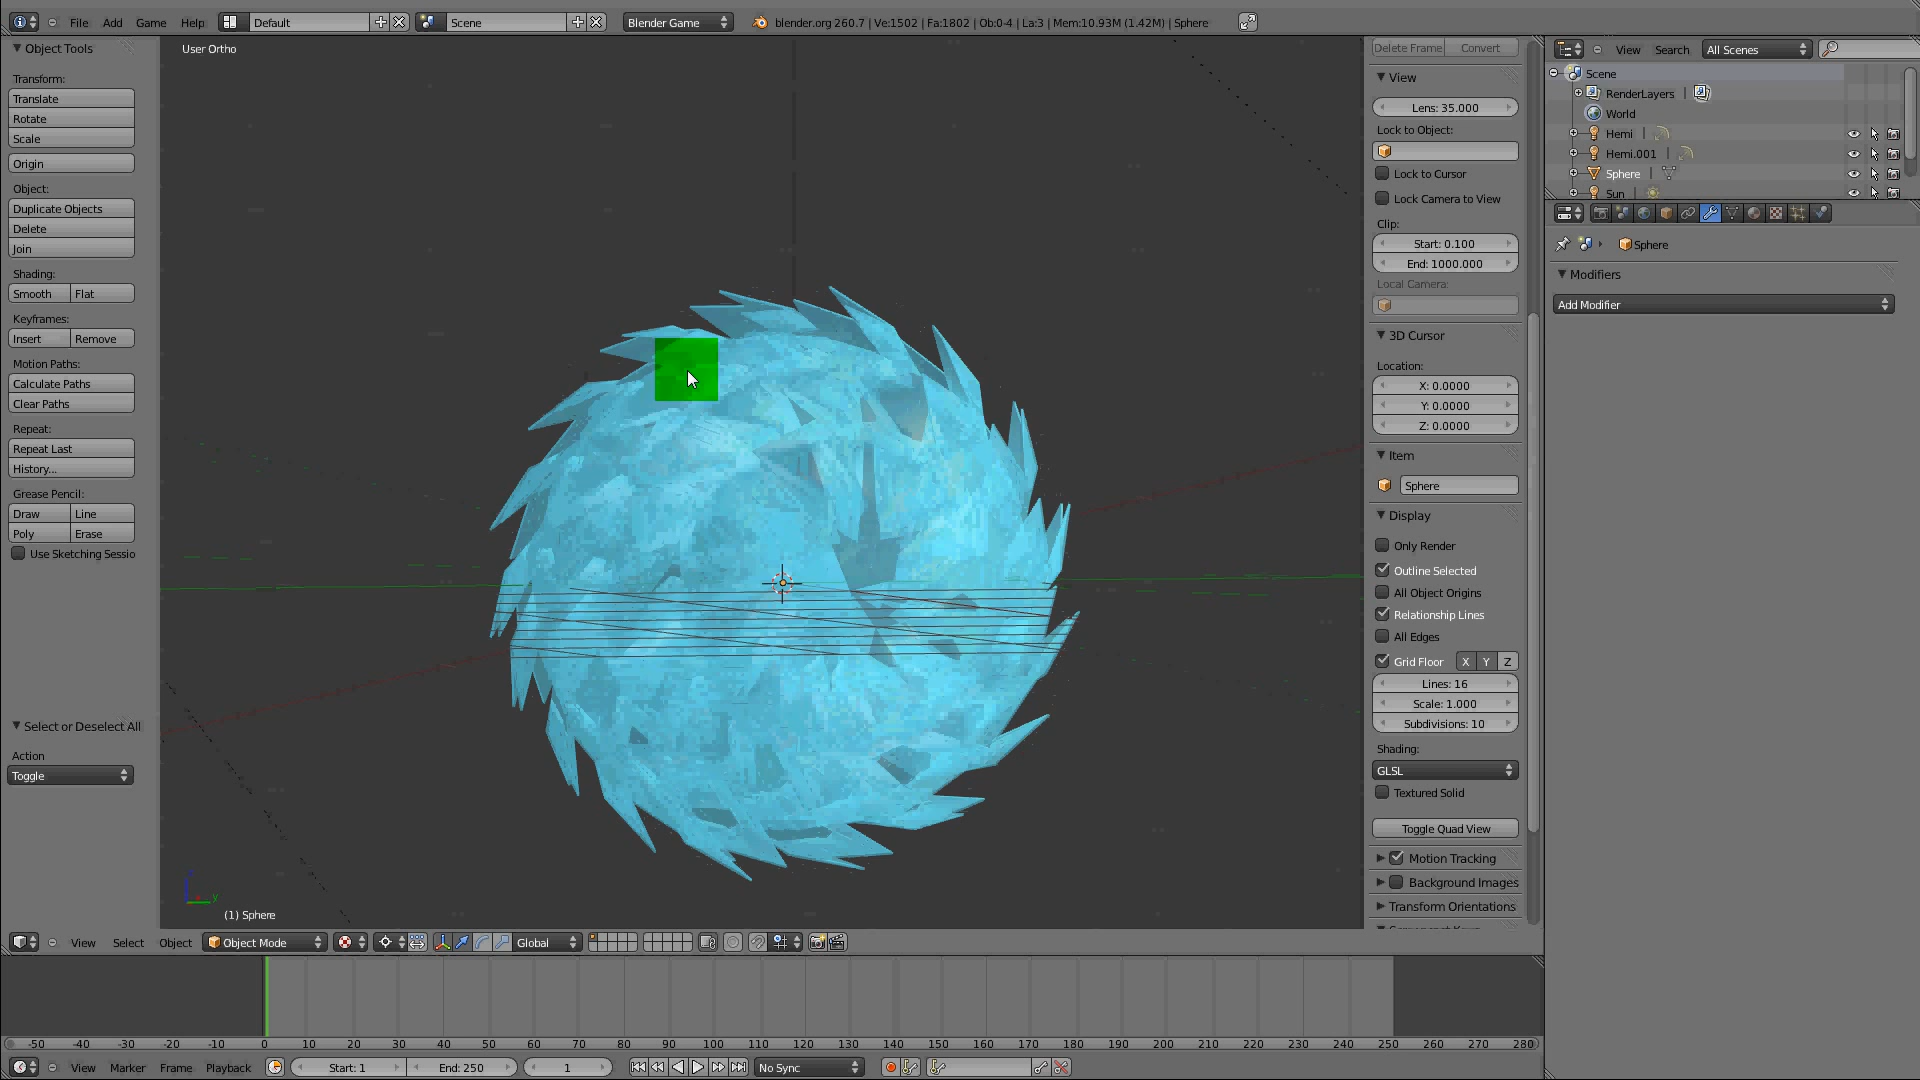 File Add Game Help Default Scene Blender Game blender.org 260.7 | Ve:1502 | Fa:1802 | Ob:0-4 | La:3 | Mem:10.93M (1.42M) | Sphere
Object Tools
Transform:
Translate
Rotate
Scale
Origin
Object:
Duplicate Objects
Delete
Join
Shading:
Smooth Flat
Keyframes:
Insert Remove
Motion Paths:
Calculate Paths
Clear Paths
Repeat:
Repeat Last
History...
Grease Pencil:
Draw Line
Poly Erase
Use Sketching Sessio
Select or Deselect All
Action
Toggle
User Ortho
y
(1) Sphere
Delete Frame Convert
View
Lens: 35.000
Lock to Object:
Lock to Cursor
Lock Camera to View
Clip:
Start: 0.100
End: 1000.000
Local Camera:
3D Cursor
Location:
X: 0.0000
Y: 0.0000
Z: 0.0000
Item
Sphere
Display
Only Render
Outline Selected
All Object Origins
Relationship Lines
All Edges
Grid Floor X Y Z
Lines: 16
Scale: 1.000
Subdivisions: 10
Shading:
GLSL
Textured Solid
Toggle Quad View
Motion Tracking
Background Images
Transform Orientations
View Search All Scenes
Scene
RenderLayers |
World
Hemi |
Hemi.001 |
Sphere |
Sun |
Sphere
Modifiers
Add Modifier
View Select Object Object Mode Global
-50 -40 -30 -20 -10 0 10 20 30 40 50 60 70 80 90 100 110 120 130 140 150 160 170 180 190 200 210 220 230 240 250 260 270 280
View Marker Frame Playback Start: 1 End: 250 1 No Sync